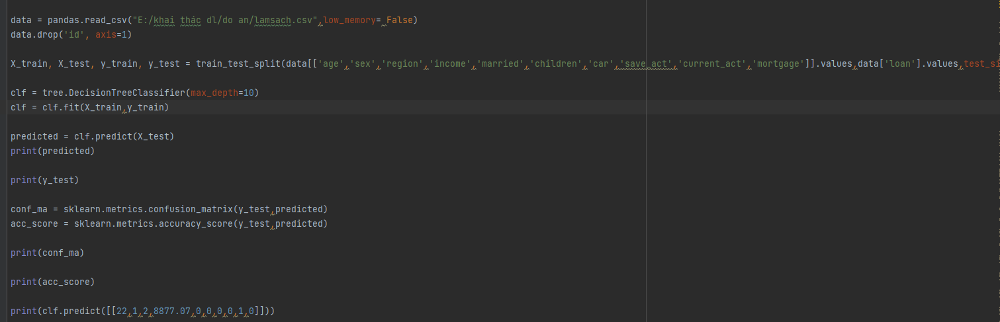 data = pandas.read_csv("E:/khai thác dl/do an/lamsach.csv",low_memory= False)
data.drop('id', axis=1)
X_train, X_test, y_train, y_test = train_test_split(data[['age','sex','region','income','married','children','car','save_act','current_act','mortgage']].values,data['loan'].values,test_si
clf = tree.DecisionTreeClassifier(max_depth=10)
clf = clf.fit(X_train,y_train)
predicted = clf.predict(X_test)
print(predicted)
print(y_test)
conf_ma = sklearn.metrics.confusion_matrix(y_test,predicted)
acc_score = sklearn.metrics.accuracy_score(y_test,predicted)
print(conf_ma)
print(acc_score)
print(clf.predict([[22,1,2,8877.07,0,0,0,0,1,0]]))